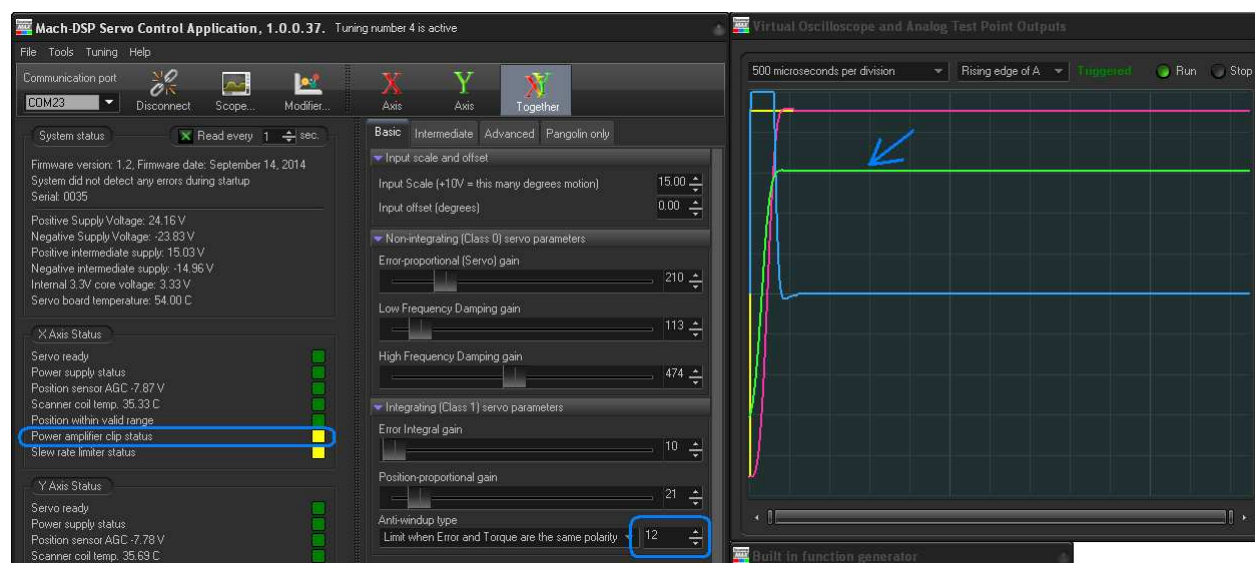 Mach-DSP Servo Control Application, 1.0.0.37. Tuning number 4 is active
File Tools Tuning Help
Communication port
COM23
Disconnect
Scope...
Modifier...
X
Axis
Y
Axis
XY
Together
System status
X Read every 1 sec.
Firmware version: 1.2, Firmware date: September 14, 2014
System did not detect any errors during startup
Serial: 0035
Positive Supply Voltage: 24.16 V
Negative Supply Voltage: -23.83 V
Positive intermediate supply: 15.03 V
Negative intermediate supply: -14.96 V
Internal 3.3V core voltage: 3.33 V
Servo board temperature: 54.00 C
X Axis Status
Servo ready
Power supply status
Position sensor AGC -7.87 V
Scanner coil temp. 35.33 C
Position within valid range
Power amplifier clip status
Slew rate limiter status
Y Axis Status
Servo ready
Power supply status
Position sensor AGC -7.78 V
Scanner coil temp. 35.69 C
Basic Intermediate Advanced Pangolin only
Input scale and offset
Input Scale (+10V = this many degrees motion) 15.00
Input offset (degrees) 0.00
Non-integrating (Class 0) servo parameters
Error-proportional (Servo) gain
210
Low Frequency Damping gain
113
High Frequency Damping gain
474
Integrating (Class 1) servo parameters
Error Integral gain
10
Position-proportional gain
21
Anti-windup type
Limit when Error and Torque are the same polarity 12
Virtual Oscilloscope and Analog Test Point Outputs
500 microseconds per division Rising edge of A Triggered Run Stop
Built in function generator